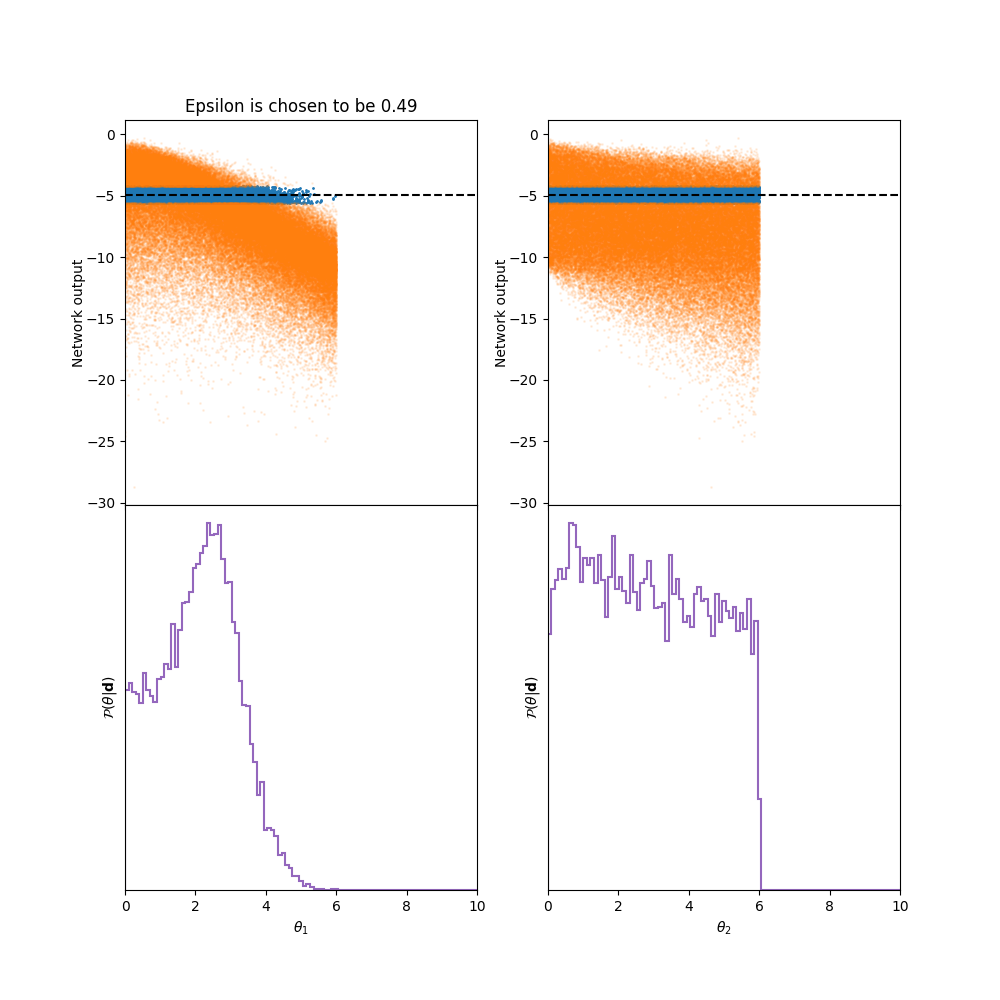 Epsilon is chosen to be 0.49
Network output
0
−5
−10
−15
−20
−25
−30
Network output
0
−5
−10
−15
−20
−25
−30
𝒫(θ|𝐝)
0 2 4 6 8 10
θ₁
𝒫(θ|𝐝)
0 2 4 6 8 10
θ₂